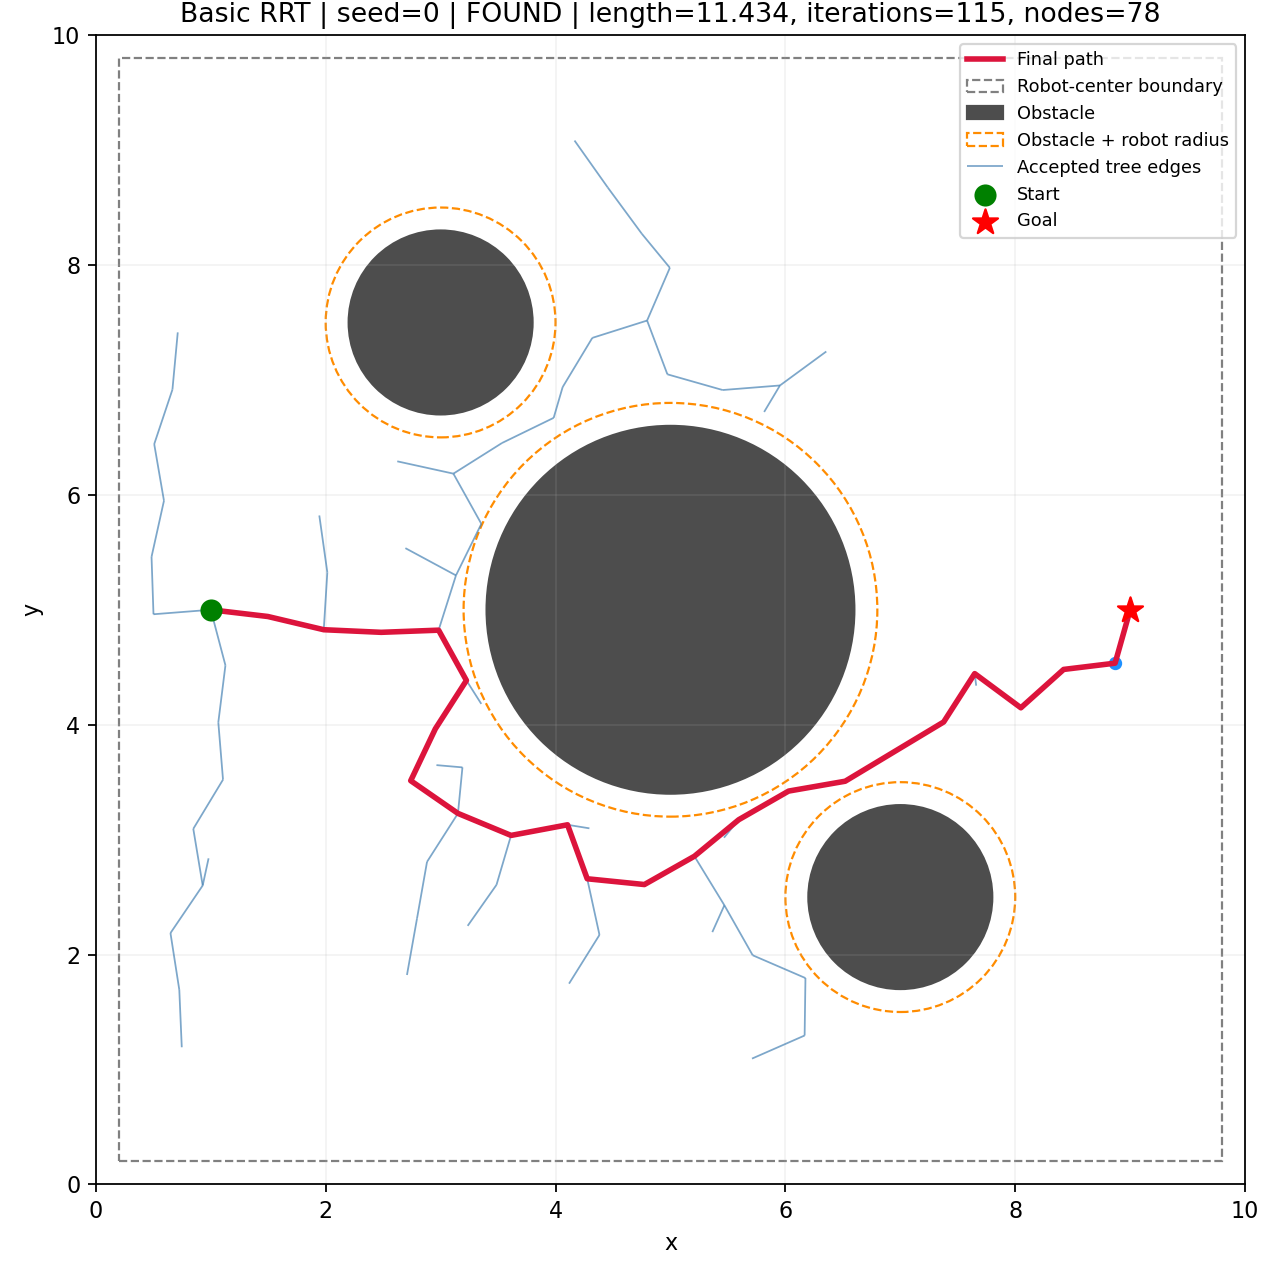 Basic RRT | seed=0 | FOUND | length=11.434, iterations=115, nodes=78
Final path
Robot-center boundary
Obstacle
Obstacle + robot radius
Accepted tree edges
Start
Goal
10
8
6
4
2
0
y
0 2 4 6 8 10
x